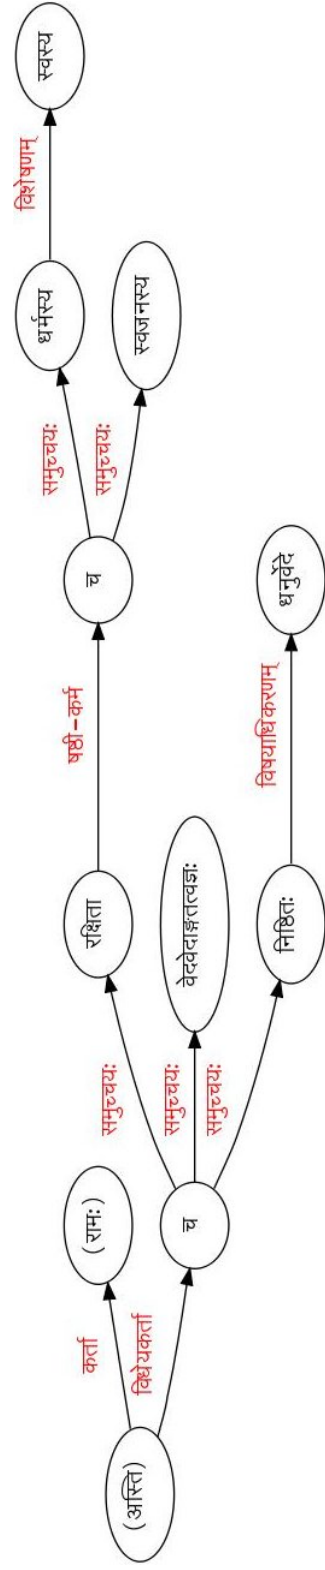 (अस्ति)
कर्ता
विधेयकर्ता
(रामः)
च
समुच्चयः
समुच्चयः
समुच्चयः
रक्षिता
वेदवेदाङ्गतत्त्वज्ञः
निष्ठितः
षष्ठी-कर्म
विषयाधिकरणम्
च
धनुर्वेदे
समुच्चयः
समुच्चयः
धर्मस्य
स्वजनस्य
विशेषणम्
स्वस्य